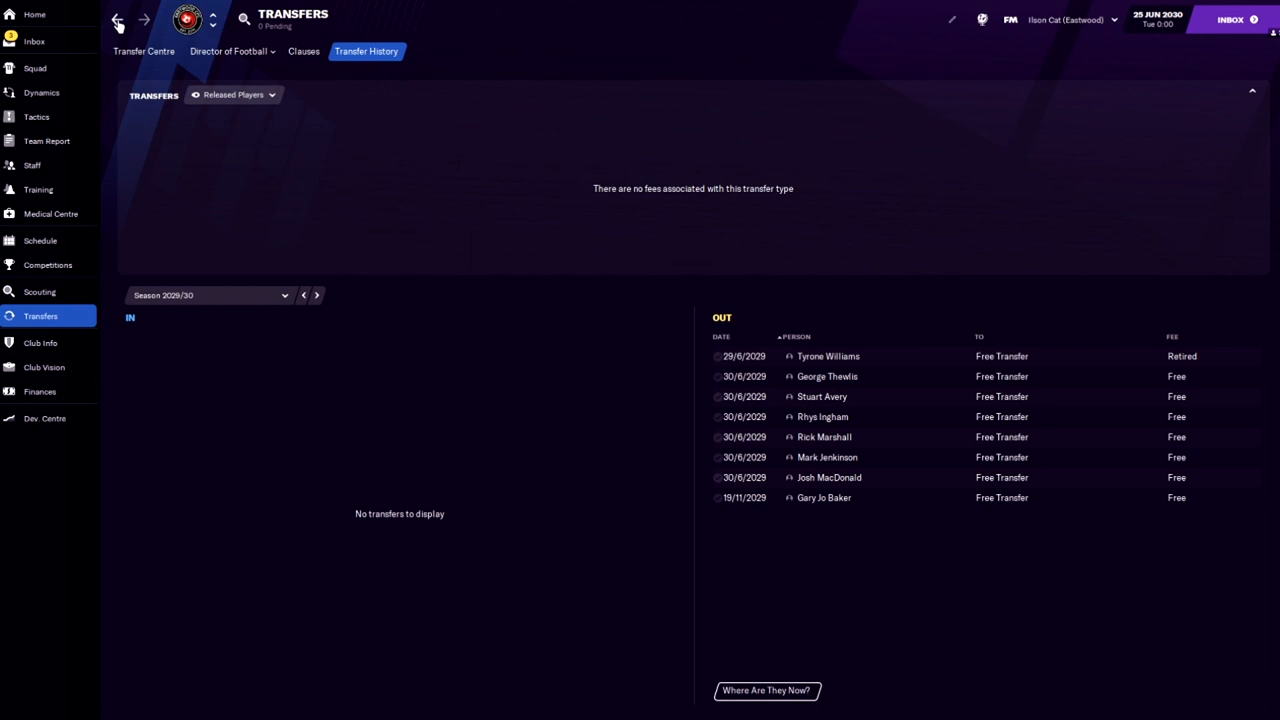 Home
3
Inbox
Squad
Dynamics
Tactics
Team Report
Staff
Training
Medical Centre
Schedule
Competitions
Scouting
Transfers
Club Info
Club Vision
Finances
Dev. Centre
TRANSFERS
0 Pending
FM
Ilson Cat (Eastwood)
25 JUN 2030
Tue 0:00
INBOX
Transfer Centre
Director of Football
Clauses
Transfer History
TRANSFERS
Released Players
There are no fees associated with this transfer type
Season 2029/30
IN
No transfers to display
OUT
DATE PERSON TO FEE
29/6/2029 Tyrone Williams Free Transfer Retired
30/6/2029 George Thewlis Free Transfer Free
30/6/2029 Stuart Avery Free Transfer Free
30/6/2029 Rhys Ingham Free Transfer Free
30/6/2029 Rick Marshall Free Transfer Free
30/6/2029 Mark Jenkinson Free Transfer Free
30/6/2029 Josh MacDonald Free Transfer Free
19/11/2029 Gary Jo Baker Free Transfer Free
Where Are They Now?